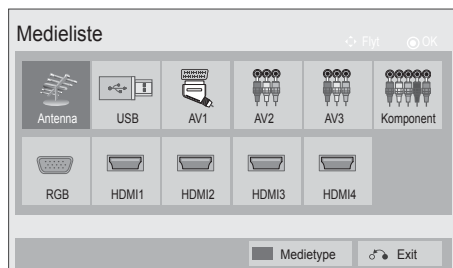 Medieliste
Flyt OK
Antenna USB AV1 AV2 AV3 Komponent
RGB HDMI1 HDMI2 HDMI3 HDMI4
Medietype Exit